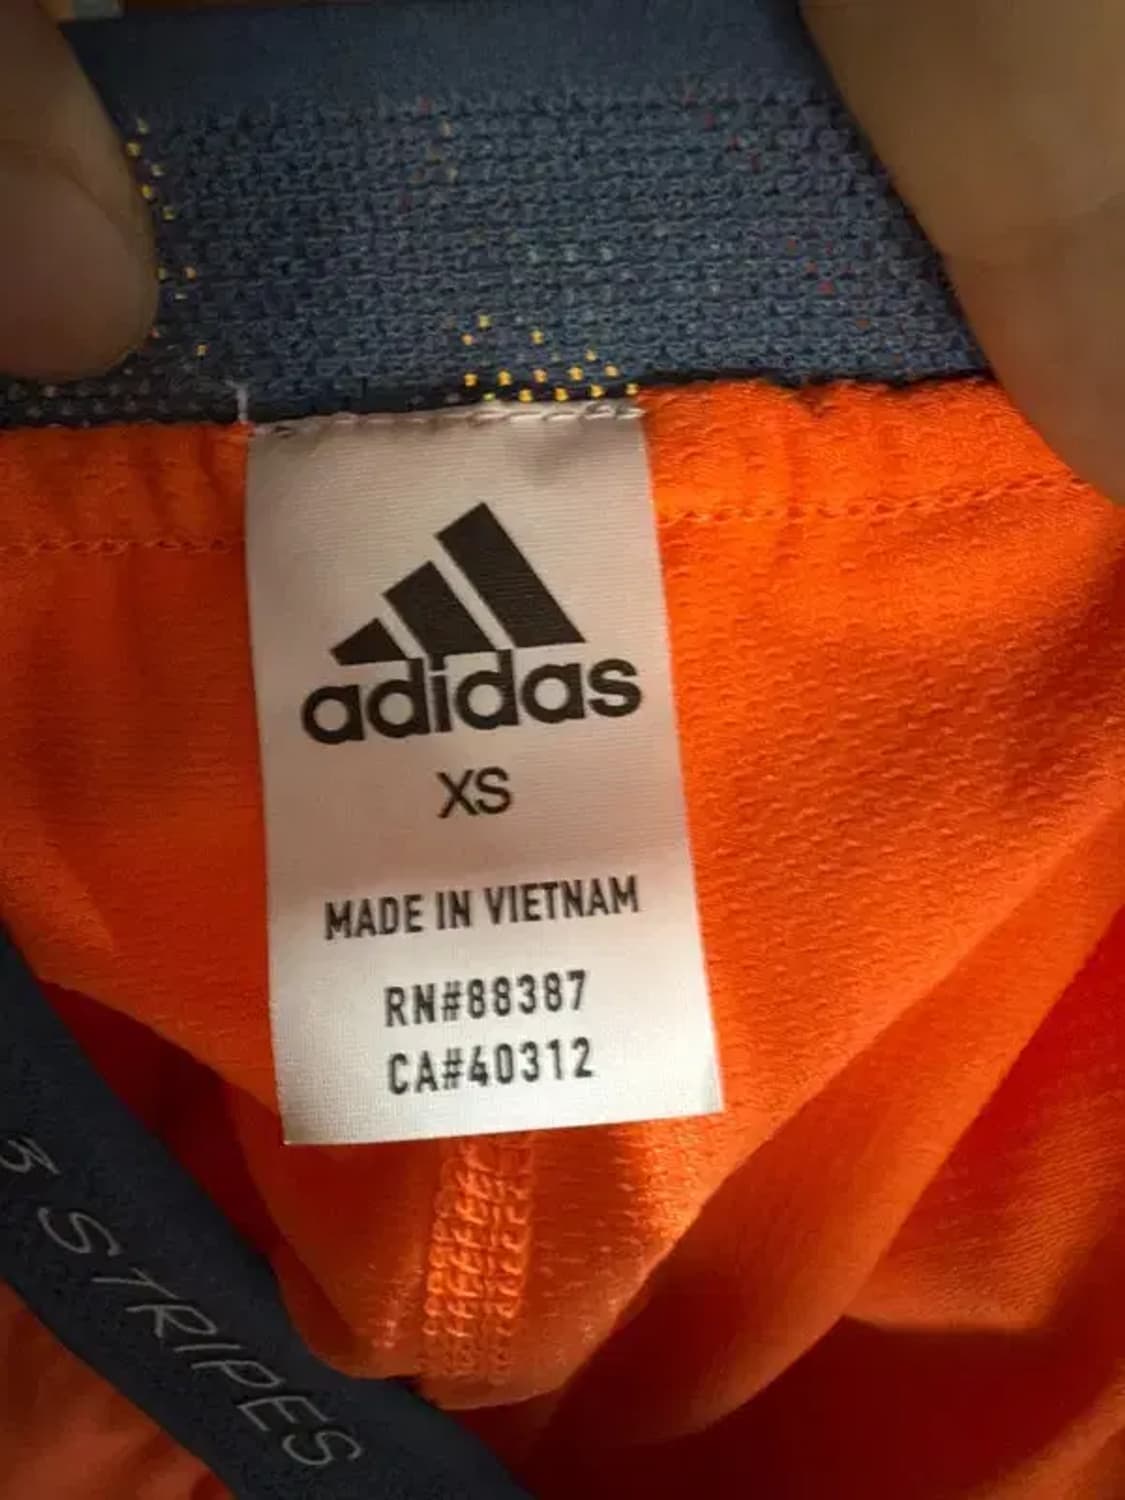 adidas
XS
MADE IN VIETNAM
RN#88387
CA#40312
3 STRIPES